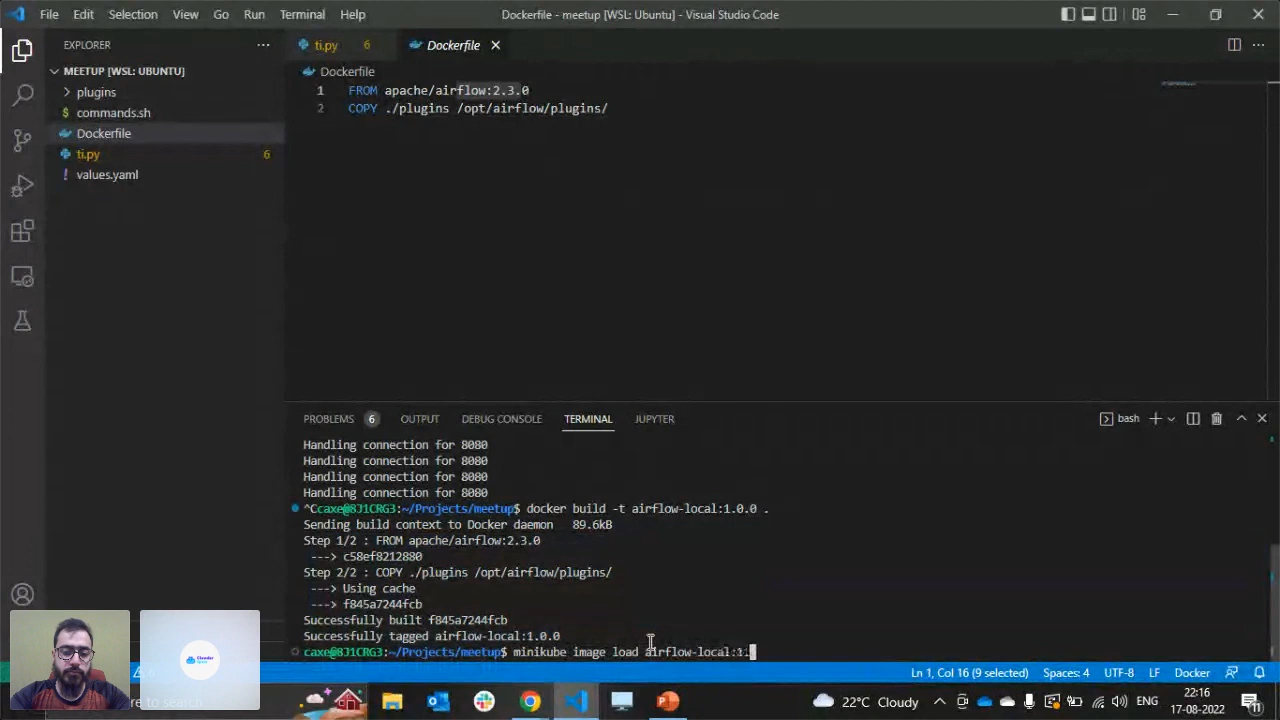 File Edit Selection View Go Run Terminal Help Dockerfile - meetup [WSL: Ubuntu] - Visual Studio Code
EXPLORER
MEETUP [WSL: UBUNTU]
plugins
$ commands.sh
Dockerfile
ti.py 6
! values.yaml
ti.py 6 Dockerfile
Dockerfile
1 FROM apache/airflow:2.3.0
2 COPY ./plugins /opt/airflow/plugins/
PROBLEMS 6 OUTPUT DEBUG CONSOLE TERMINAL JUPYTER bash
Handling connection for 8080
Handling connection for 8080
Handling connection for 8080
Handling connection for 8080
^Ccaxe@8J1CRG3:~/Projects/meetup$ docker build -t airflow-local:1.0.0 .
Sending build context to Docker daemon 89.6kB
Step 1/2 : FROM apache/airflow:2.3.0
---> c58ef8212880
Step 2/2 : COPY ./plugins /opt/airflow/plugins/
---> Using cache
---> f845a7244fcb
Successfully built f845a7244fcb
Successfully tagged airflow-local:1.0.0
caxe@8J1CRG3:~/Projects/meetup$ minikube image load airflow-local:
Ln 1, Col 16 (9 selected) Spaces: 4 UTF-8 LF Docker
re to search
22°C Cloudy
ENG
22:16
17-08-2022
11